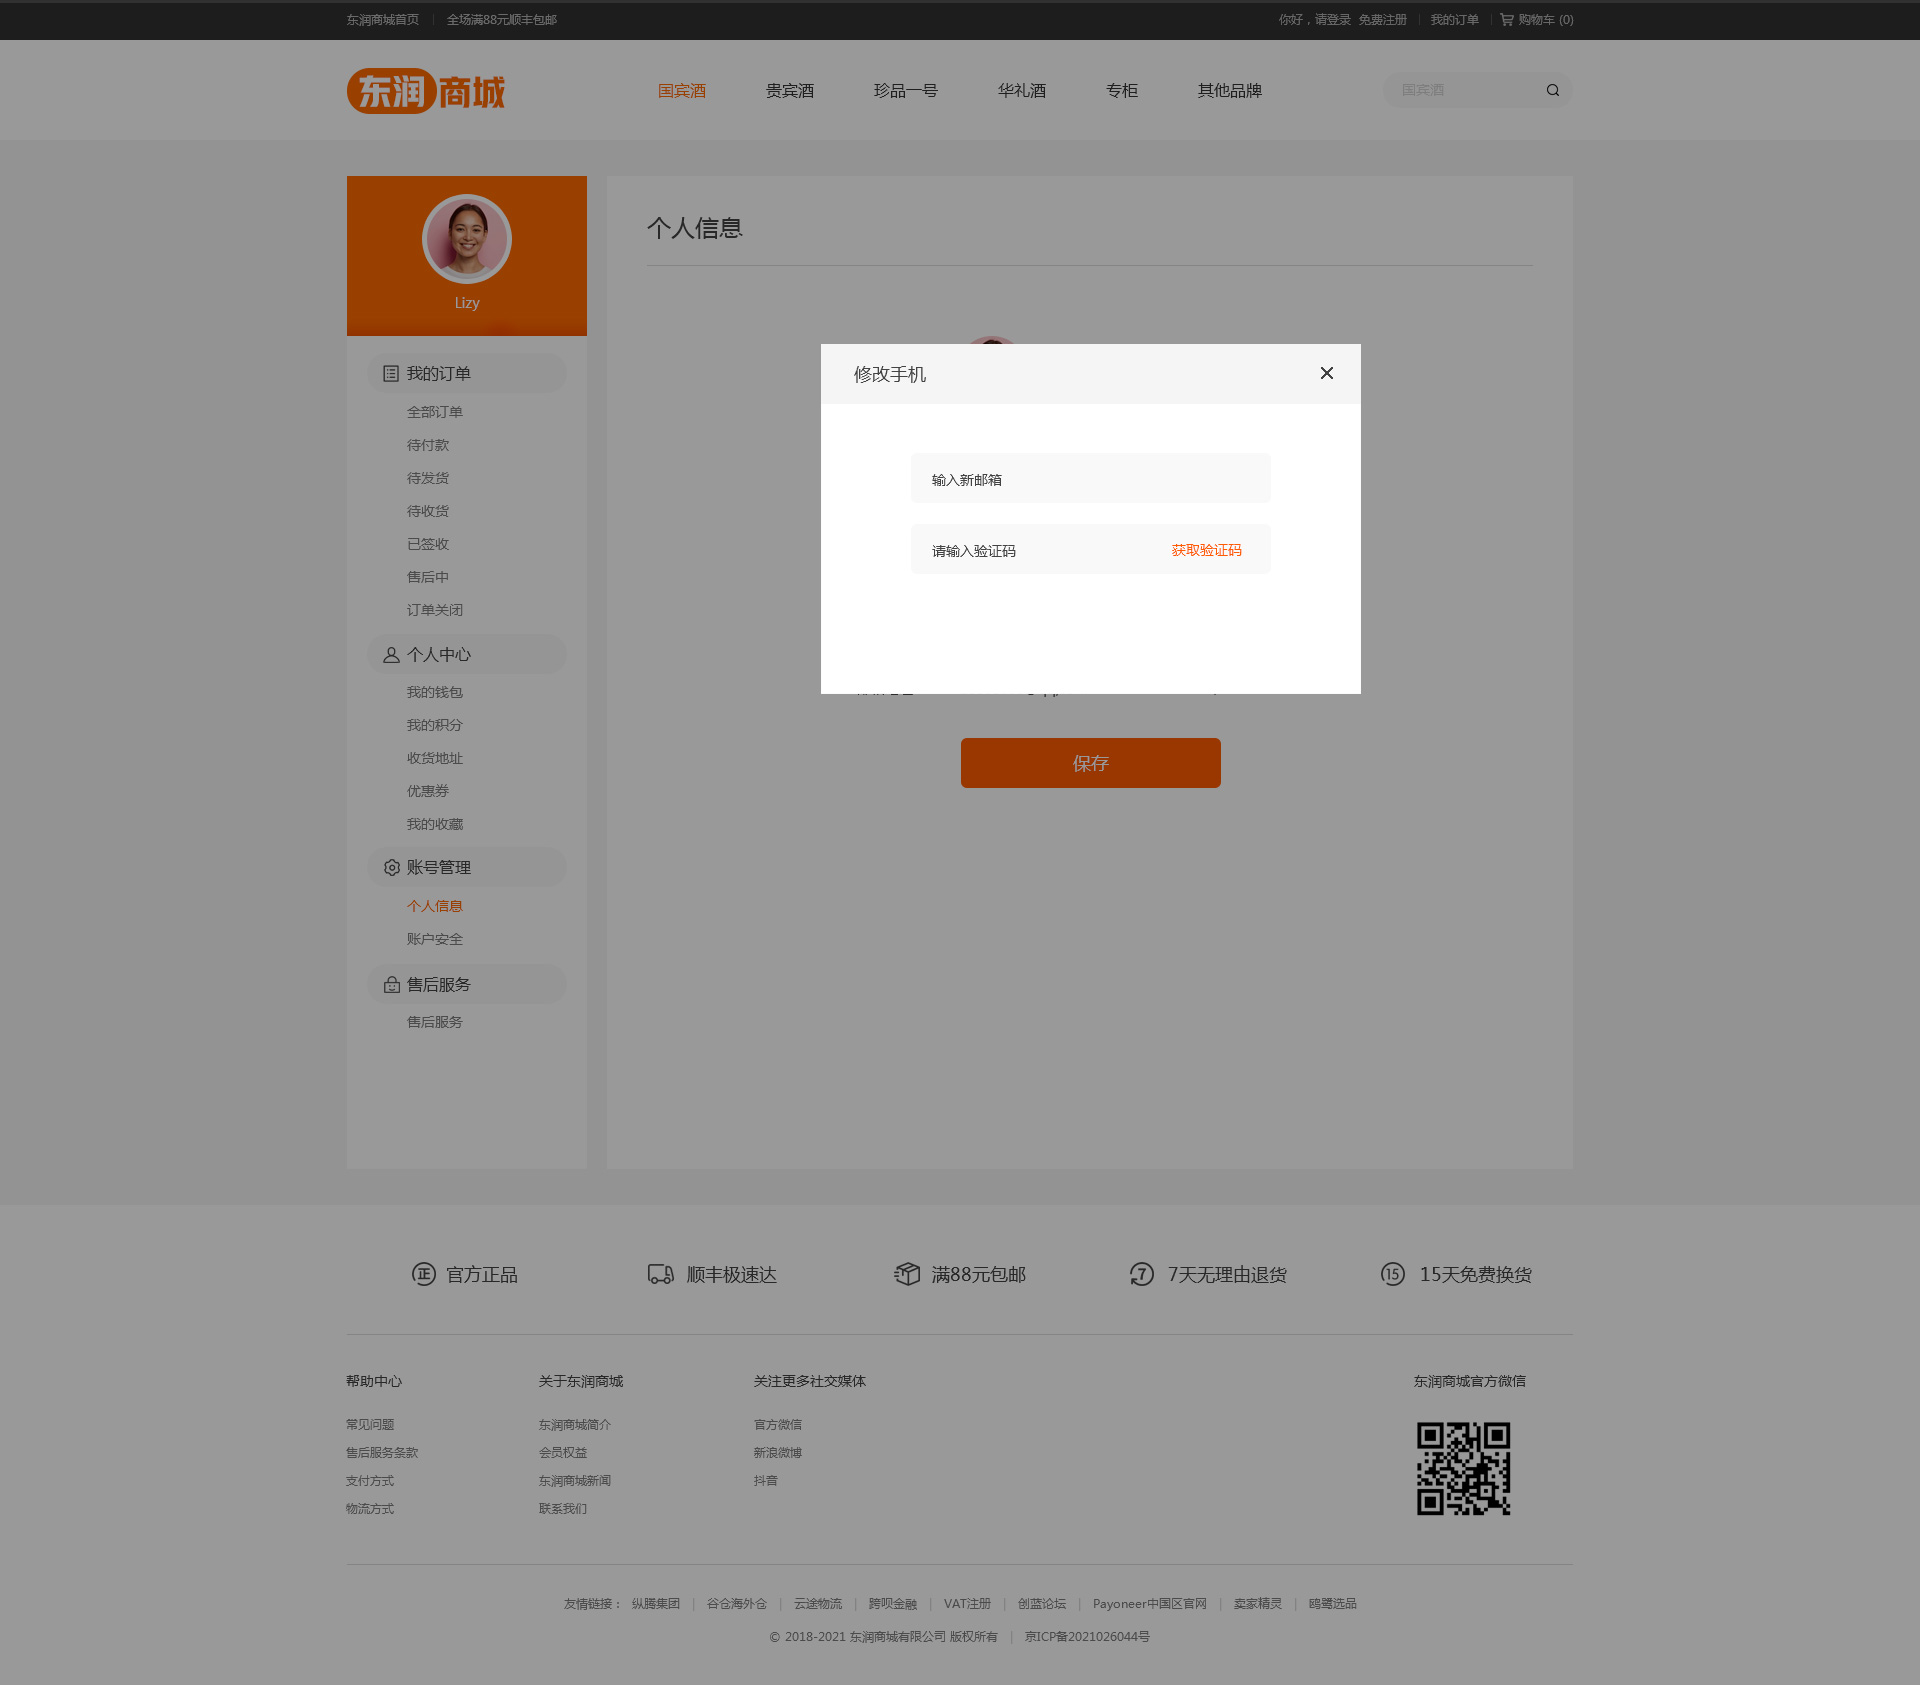 东润商城首页 | 全场满88元顺丰包邮
你好，请登录 免费注册 | 我的订单 | 购物车 (0)
东润商城
国宾酒 贵宾酒 珍品一号 华礼酒 专柜 其他品牌
国宾酒
Lizy
我的订单
全部订单
待付款
待发货
待收货
已签收
售后中
订单关闭
个人中心
我的钱包
我的积分
收货地址
优惠券
我的收藏
账号管理
个人信息
账户安全
售后服务
售后服务
个人信息
修改手机
输入新邮箱
请输入验证码 获取验证码
保存
正 官方正品
顺丰极速达
满88元包邮
7 7天无理由退货
15 15天免费换货
帮助中心
常见问题
售后服务条款
支付方式
物流方式
关于东润商城
东润商城简介
会员权益
东润商城新闻
联系我们
关注更多社交媒体
官方微信
新浪微博
抖音
东润商城官方微信
友情链接： 纵腾集团 | 谷仓海外仓 | 云途物流 | 跨呗金融 | VAT注册 | 创蓝论坛 | Payoneer中国区官网 | 卖家精灵 | 鸥鹭选品
© 2018-2021 东润商城有限公司 版权所有 | 京ICP备2021026044号